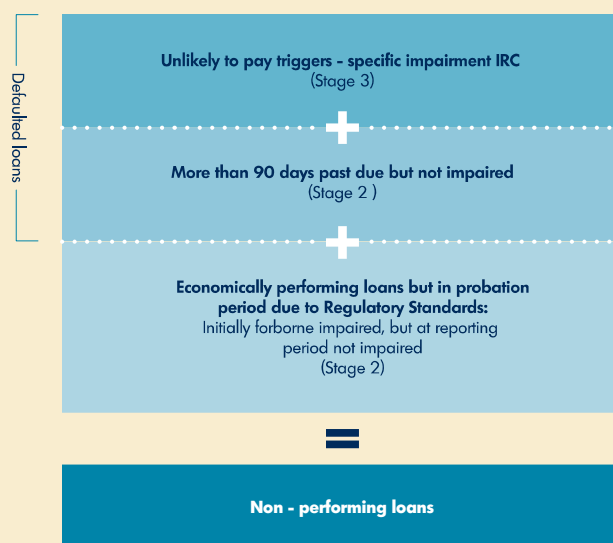 Defaulted loans
Unlikely to pay triggers - specific impairment IRC
(Stage 3)
+
More than 90 days past due but not impaired
(Stage 2 )
+
Economically performing loans but in probation
period due to Regulatory Standards:
Initially forborne impaired, but at reporting
period not impaired
(Stage 2)
=
Non - performing loans